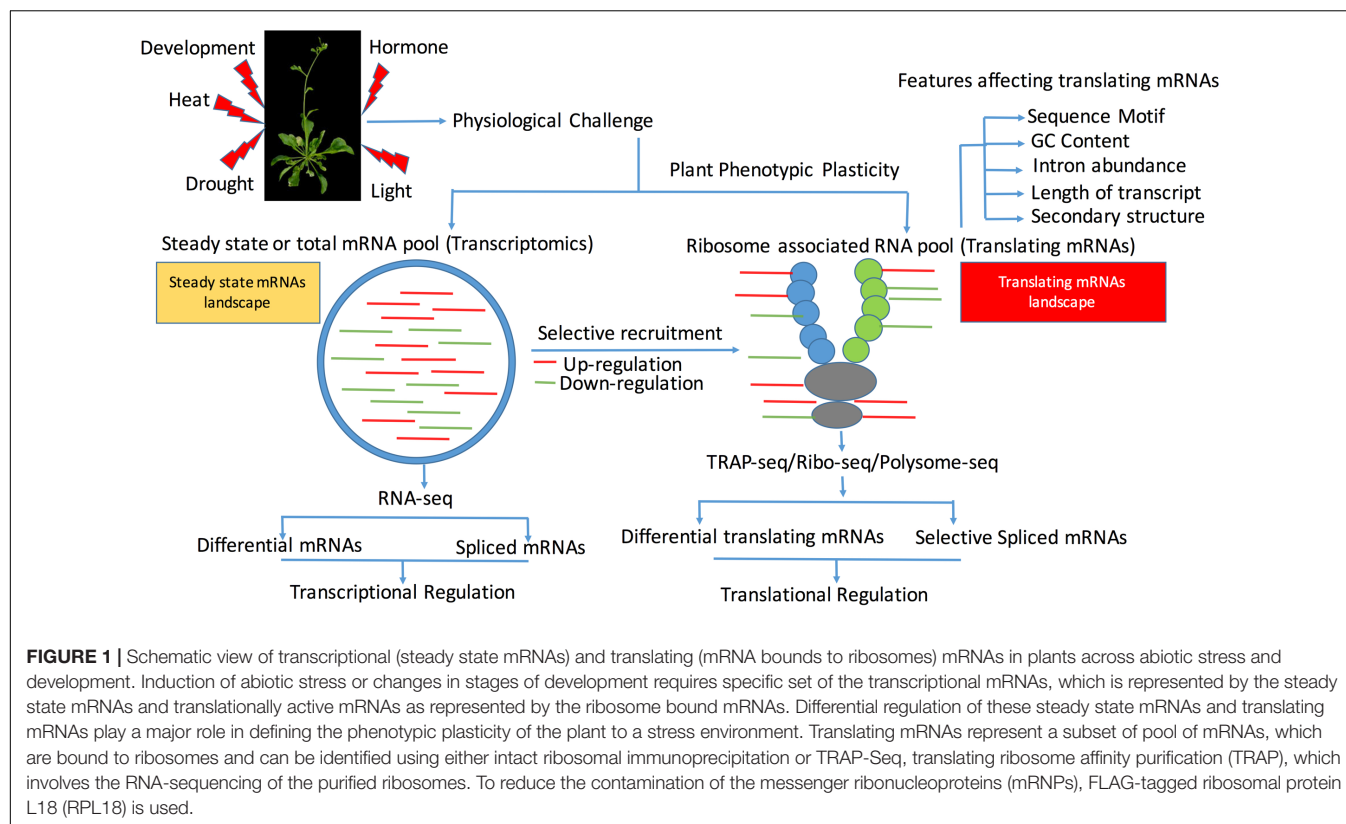 Development
Hormone
Heat
Drought
Light
Physiological Challenge
Plant Phenotypic Plasticity
Features affecting translating mRNAs
Sequence Motif
GC Content
Intron abundance
Length of transcript
Secondary structure
Steady state or total mRNA pool (Transcriptomics)
Ribosome associated RNA pool (Translating mRNAs)
Steady state mRNAs
landscape
Translating mRNAs
landscape
Selective recruitment
Up-regulation
Down-regulation
RNA-seq
Differential mRNAs
Spliced mRNAs
Transcriptional Regulation
TRAP-seq/Ribo-seq/Polysome-seq
Differential translating mRNAs
Selective Spliced mRNAs
Translational Regulation
FIGURE 1 | Schematic view of transcriptional (steady state mRNAs) and translating (mRNA bounds to ribosomes) mRNAs in plants across abiotic stress and
development. Induction of abiotic stress or changes in stages of development requires specific set of the transcriptional mRNAs, which is represented by the steady
state mRNAs and translationally active mRNAs as represented by the ribosome bound mRNAs. Differential regulation of these steady state mRNAs and translating
mRNAs play a major role in defining the phenotypic plasticity of the plant to a stress environment. Translating mRNAs represent a subset of pool of mRNAs, which
are bound to ribosomes and can be identified using either intact ribosomal immunoprecipitation or TRAP-Seq, translating ribosome affinity purification (TRAP), which
involves the RNA-sequencing of the purified ribosomes. To reduce the contamination of the messenger ribonucleoproteins (mRNPs), FLAG-tagged ribosomal protein
L18 (RPL18) is used.